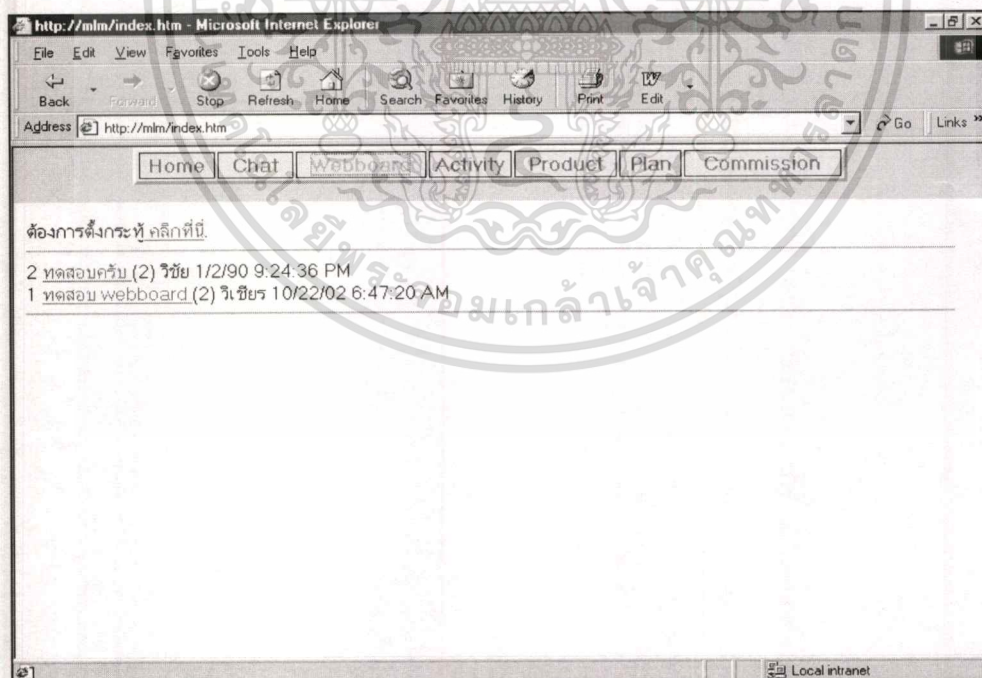 http://mlm/index.htm - Microsoft Internet Explorer
File Edit View Favorites Tools Help
Back Forward Stop Refresh Home Search Favorites History Print Edit
Address http://mlm/index.htm Go Links »
Home Chat Webboard Activity Product Plan Commission
ต้องการตั้งกระทู้ คลิกที่นี่.
2 ทดสอบครับ (2) วิชัย 1/2/90 9:24:36 PM
1 ทดสอบ webboard (2) วิเชียร 10/22/02 6:47:20 AM
Local intranet